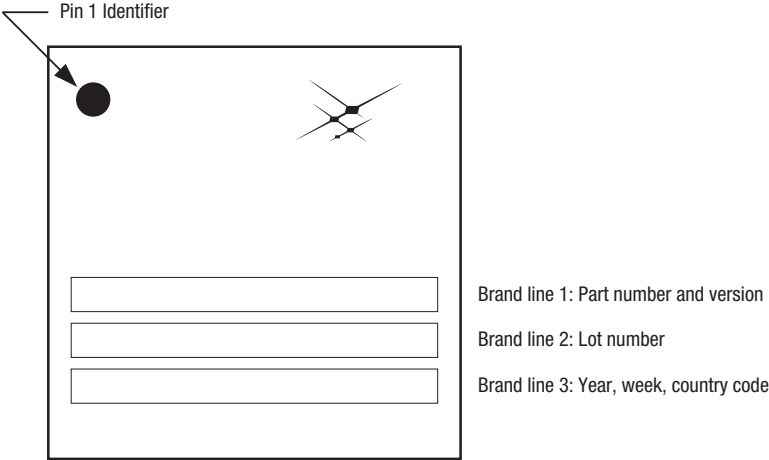 Pin 1 Identifier
Brand line 1: Part number and version
Brand line 2: Lot number
Brand line 3: Year, week, country code